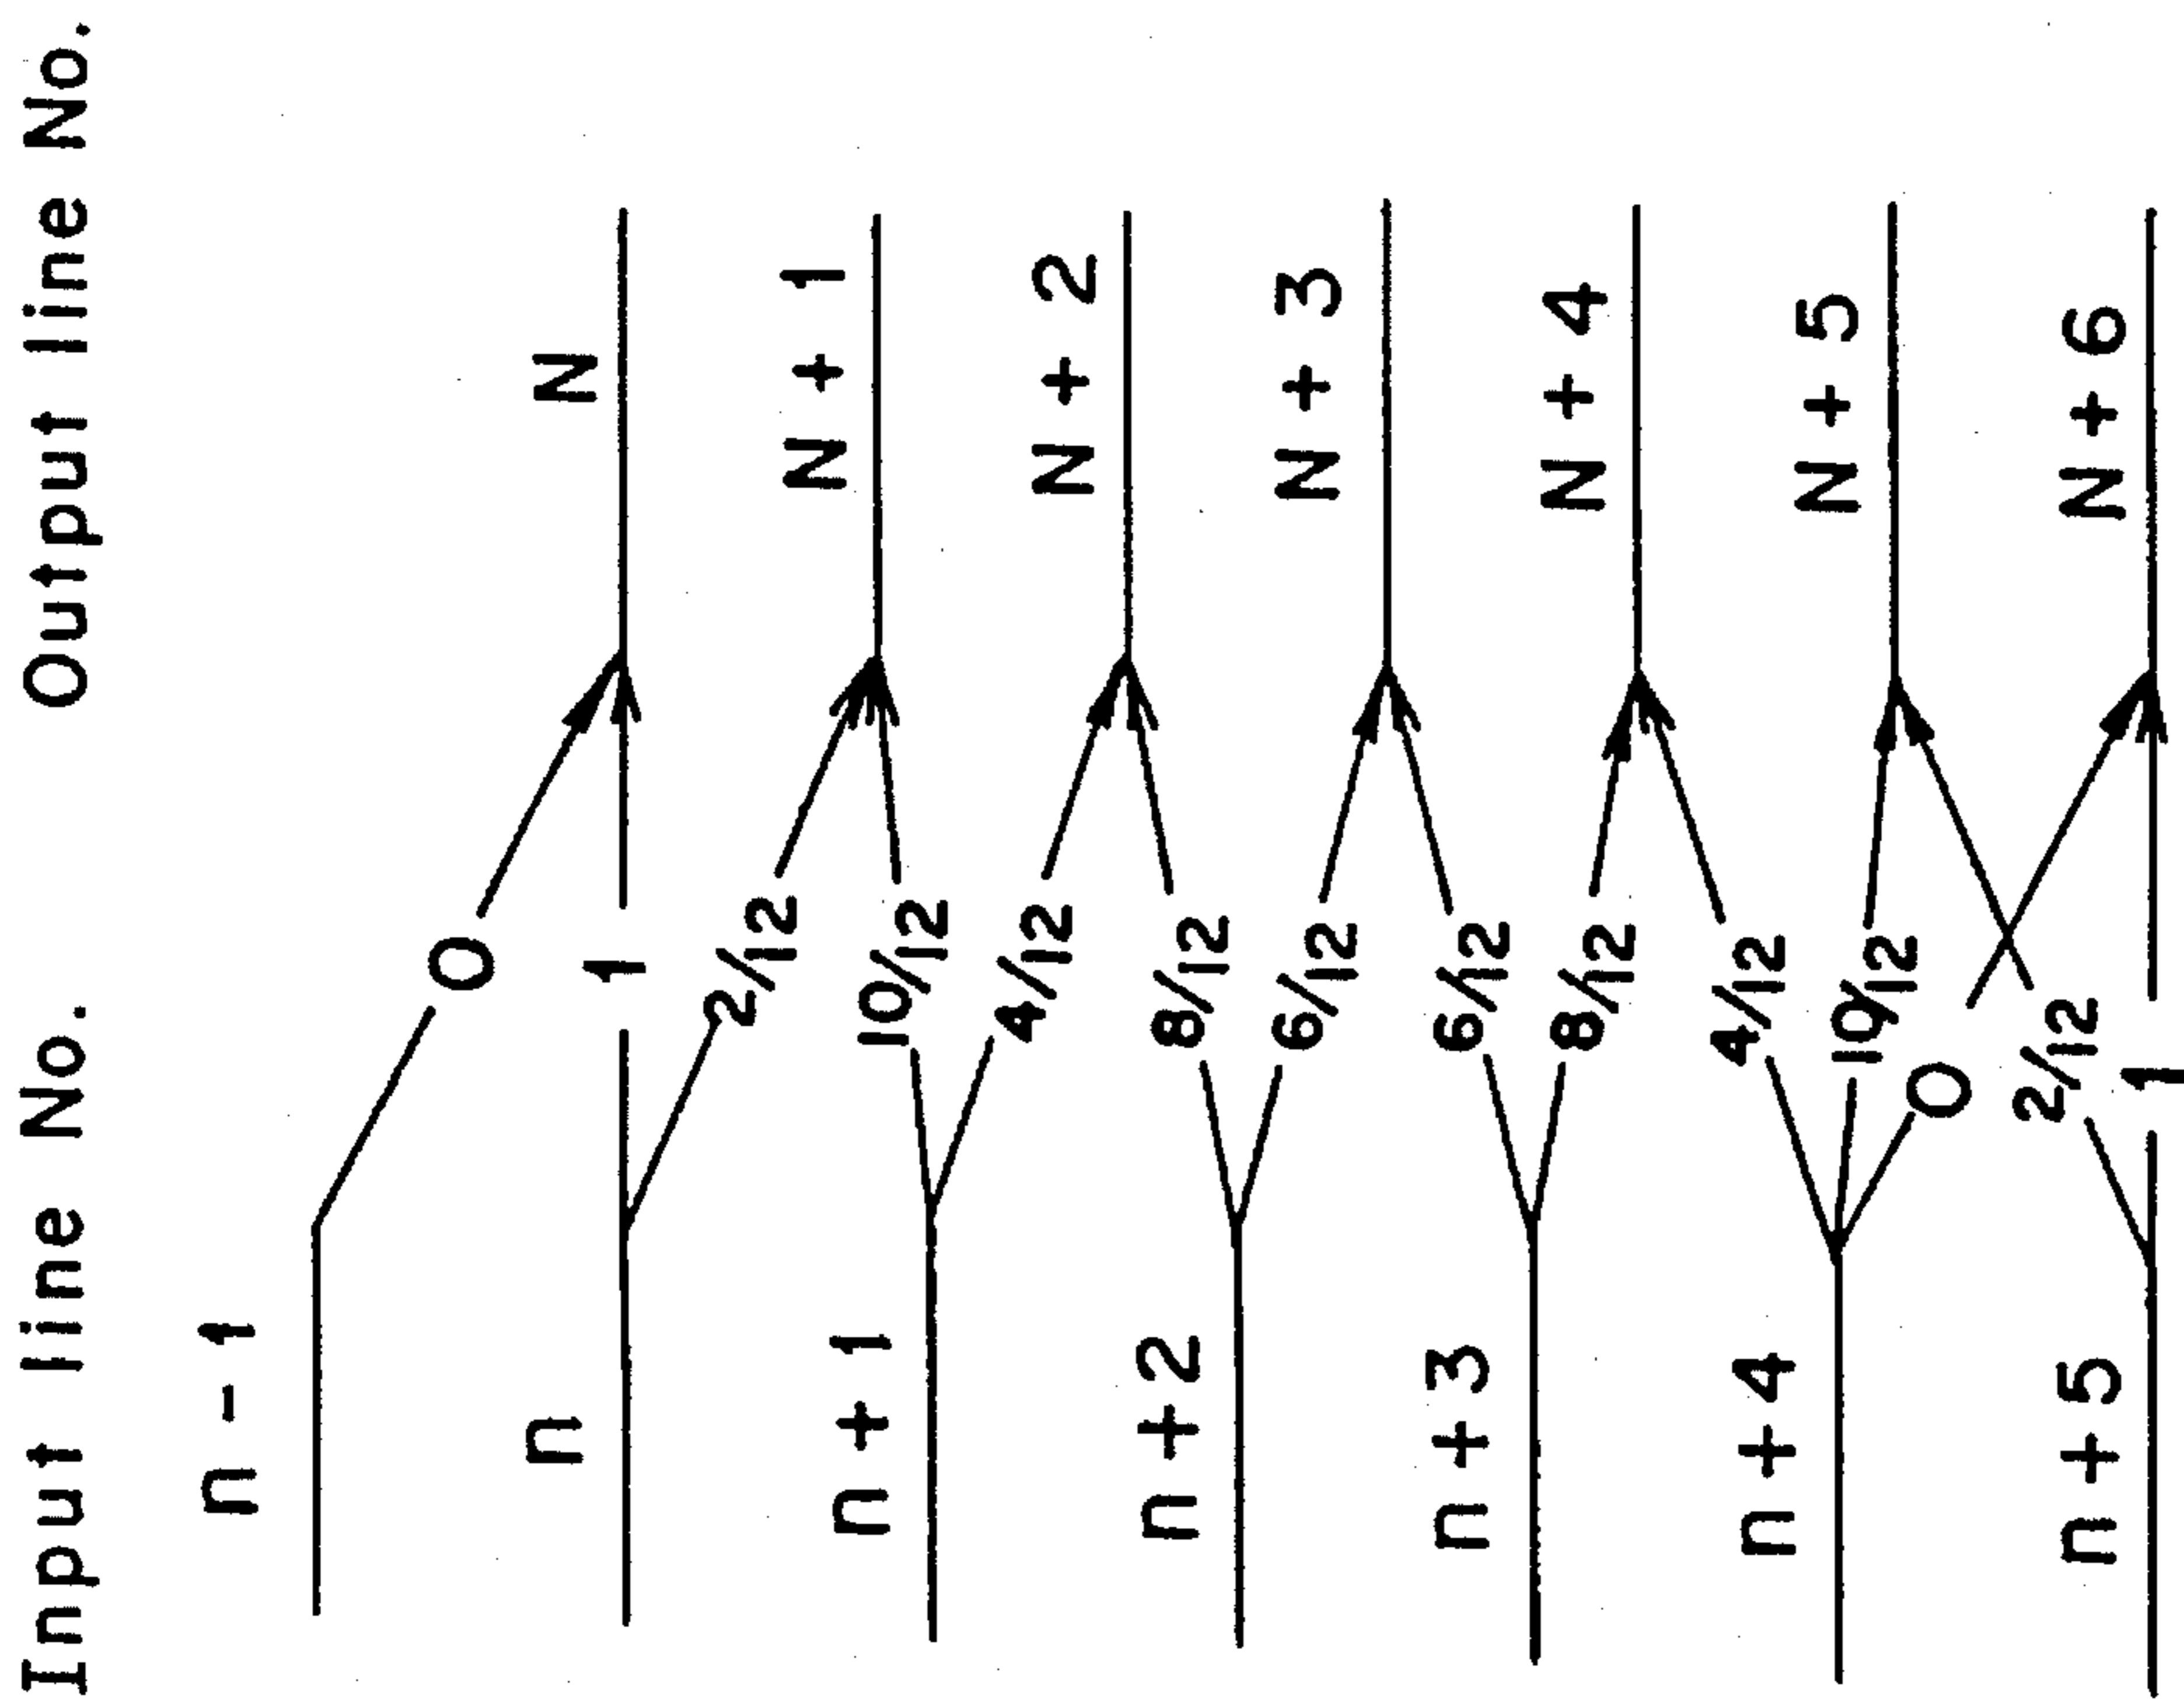 Input line No. Output line No.
n - 1
0
n
1
N
2/12
n + 1
10/12
N + 1
4/12
n + 2
8/12
N + 2
6/12
n + 3
6/12
N + 3
8/12
n + 4
4/12
N + 4
10/12
N + 5
0
2/12
n + 5
1
N + 6